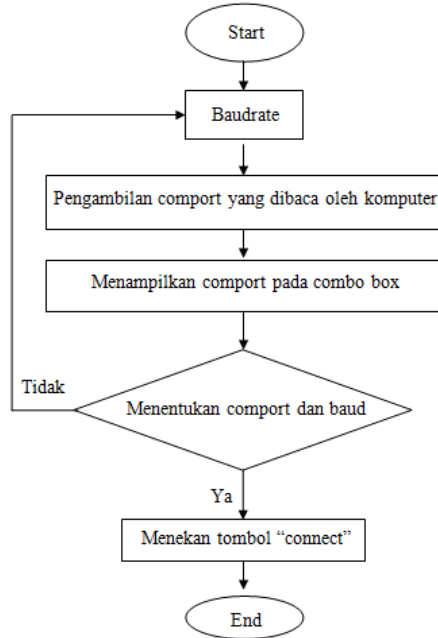 Start
Baudrate
Pengambilan comport yang dibaca oleh komputer
Menampilkan comport pada combo box
Tidak
Menentukan comport dan baud
Ya
Menekan tombol “connect”
End